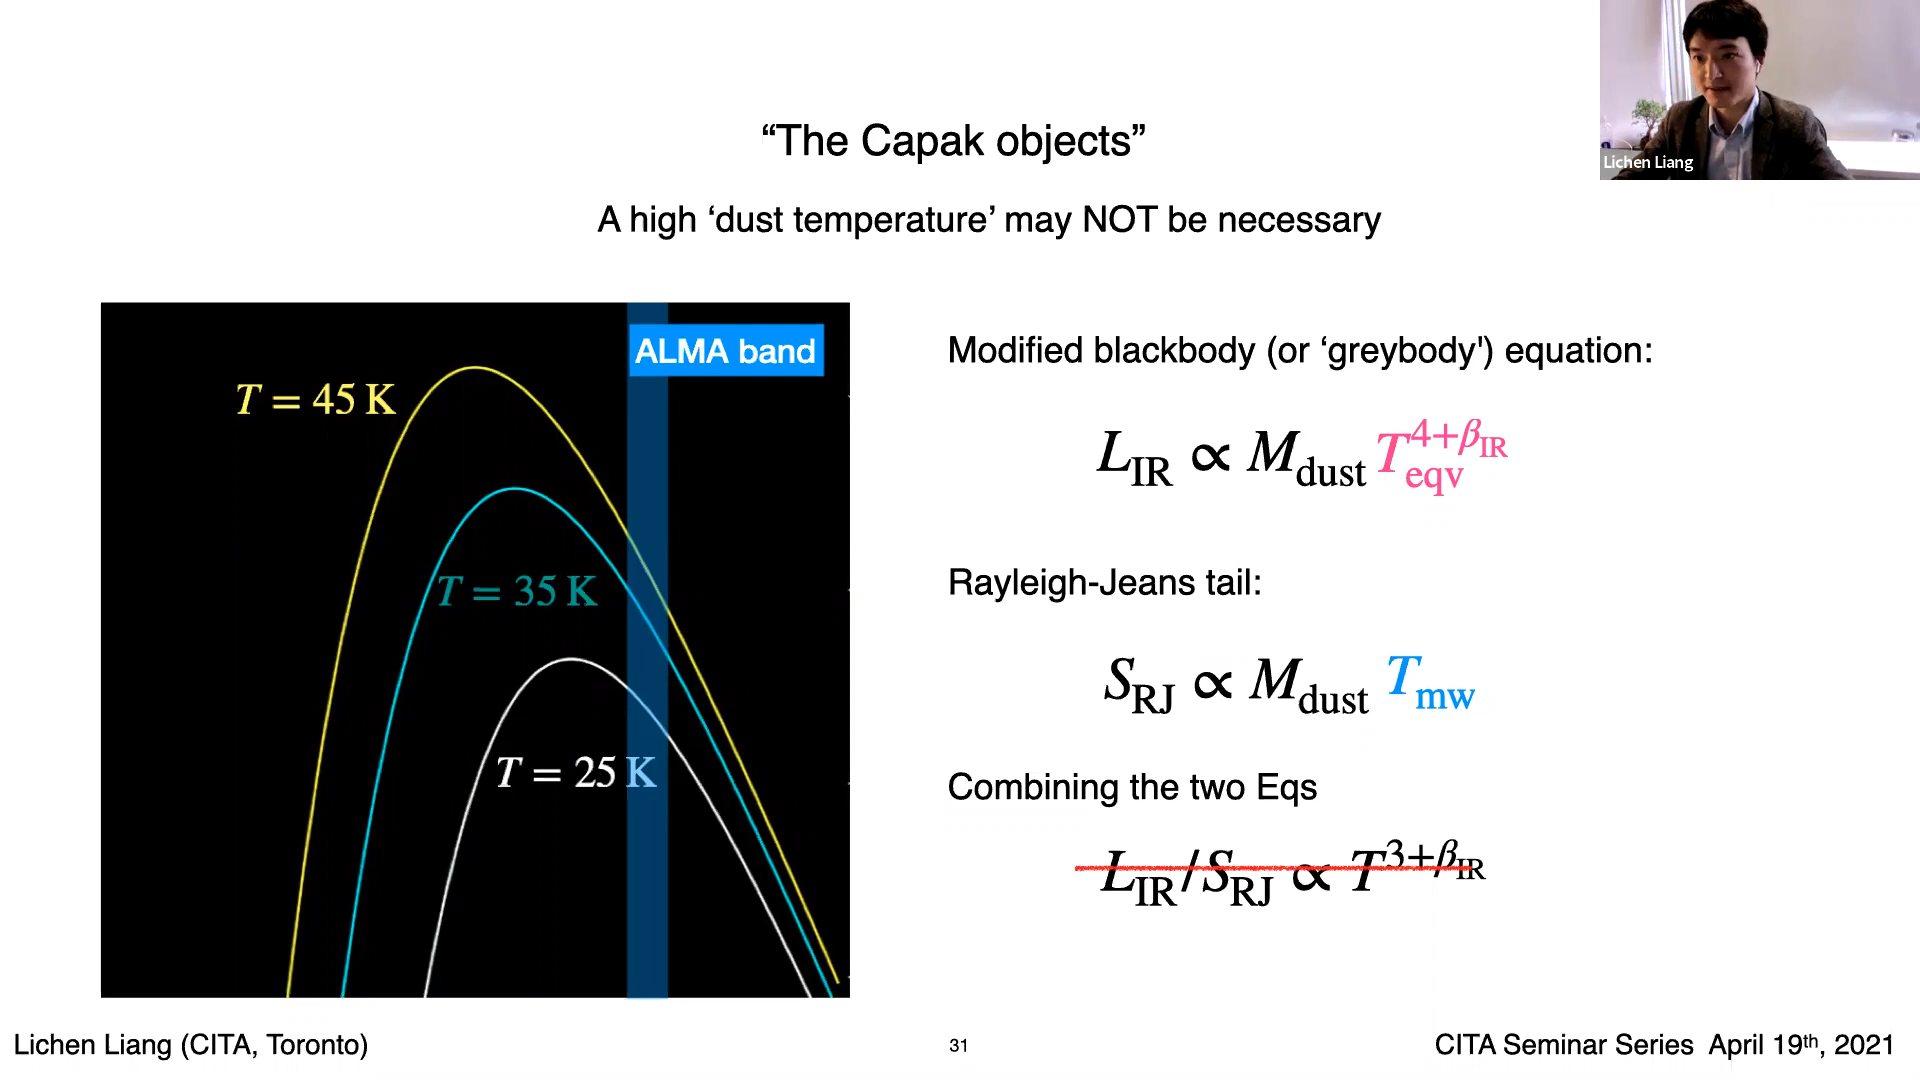 “The Capak objects”
Lichen Liang
A high ‘dust temperature’ may NOT be necessary
ALMA band
T = 45 K
T = 35 K
T = 25 K
Modified blackbody (or ‘greybody') equation:
L_IR ∝ M_dust T_eqv^{4+β_IR}
Rayleigh-Jeans tail:
S_RJ ∝ M_dust T_mw
Combining the two Eqs
L_IR/S_RJ ∝ T^{3+β_IR}
Lichen Liang (CITA, Toronto)
31
CITA Seminar Series April 19th, 2021